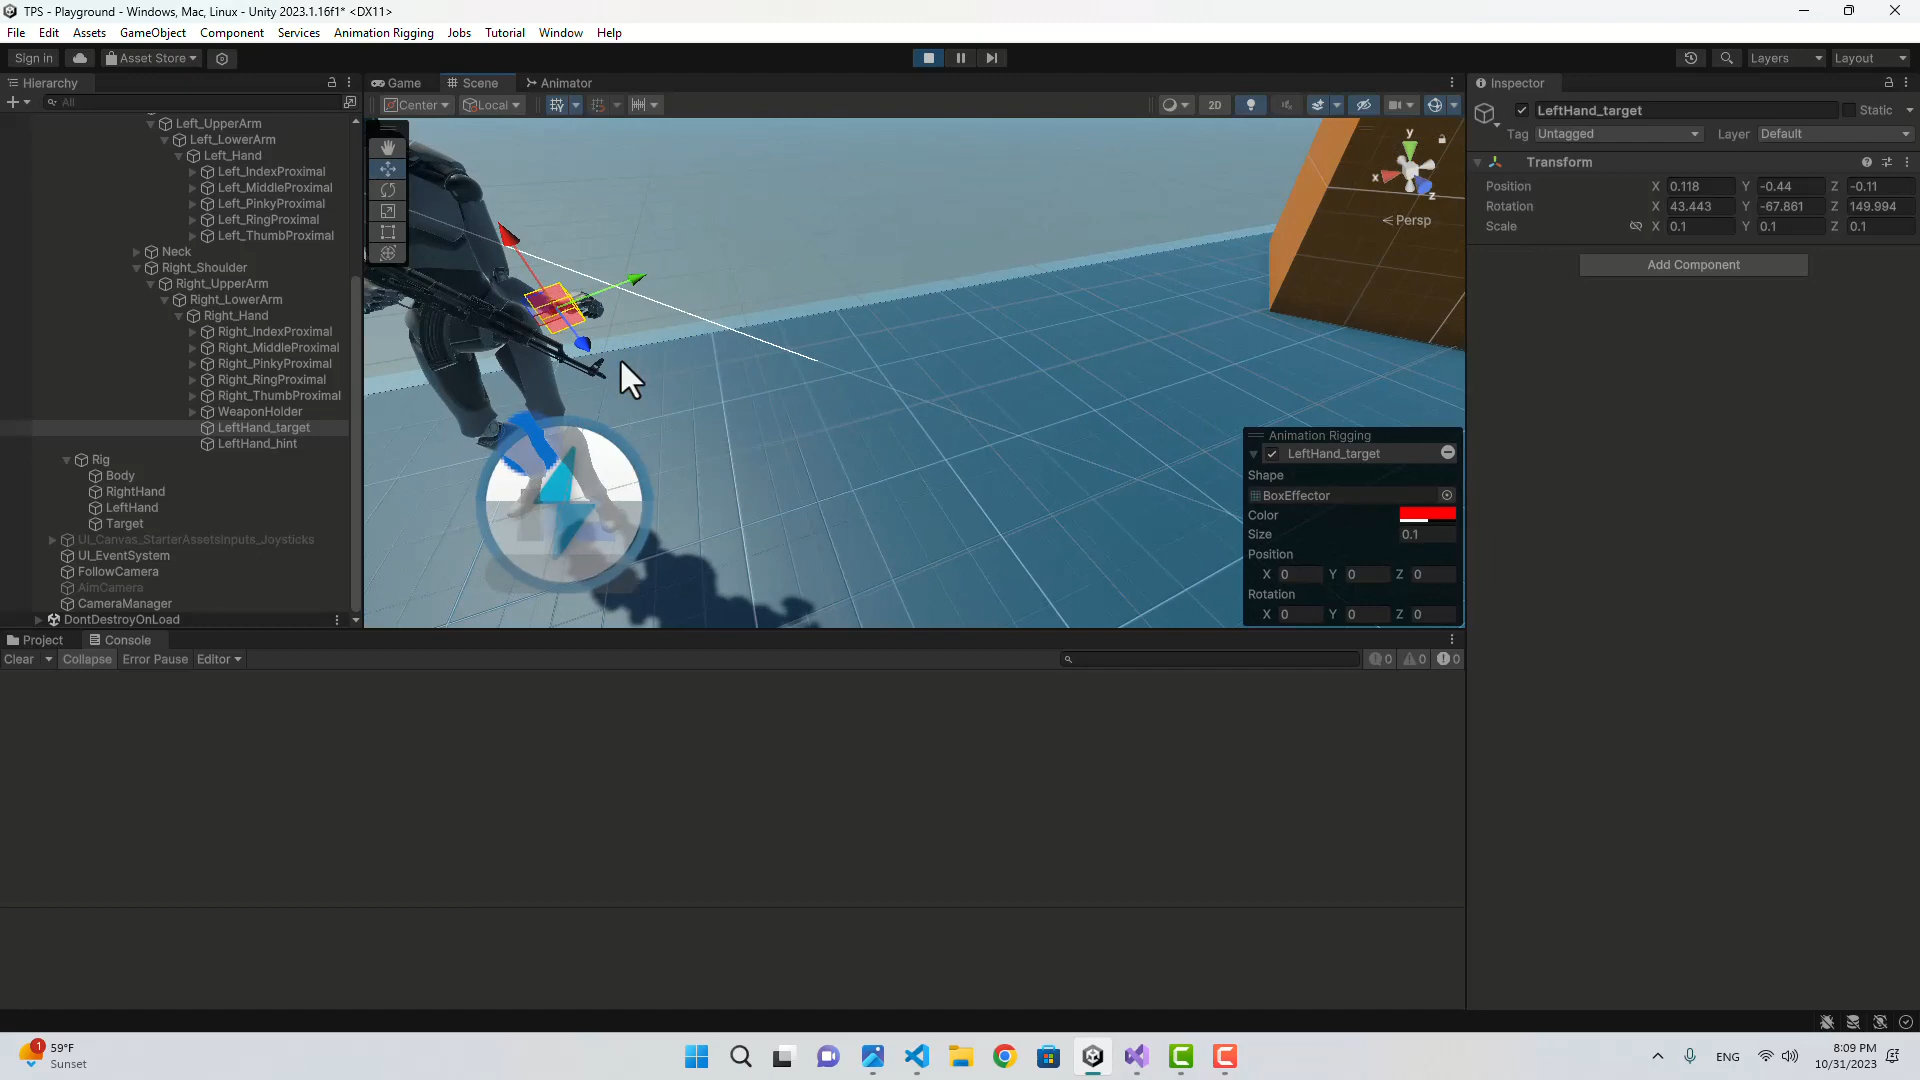 TPS - Playground - Windows, Mac, Linux - Unity 2023.1.16f1* <DX11>
File Edit Assets GameObject Component Services Animation Rigging Jobs Tutorial Window Help
Sign in Asset Store Layers Layout
Hierarchy Game Scene Animator Inspector
All Center Local 2D LeftHand_target Static
Tag Untagged Layer Default
Left_UpperArm
Left_LowerArm
Left_Hand
Left_IndexProximal
Left_MiddleProximal
Left_PinkyProximal
Left_RingProximal
Left_ThumbProximal
Neck
Right_Shoulder
Right_UpperArm
Right_LowerArm
Right_Hand
Right_IndexProximal
Right_MiddleProximal
Right_PinkyProximal
Right_RingProximal
Right_ThumbProximal
WeaponHolder
LeftHand_target
LeftHand_hint
Rig
Body
RightHand
LeftHand
Target
UI_Canvas_StarterAssetsInputs_Joysticks
UI_EventSystem
FollowCamera
AimCamera
CameraManager
DontDestroyOnLoad
y
x
z
Persp
Transform
Position X 0.118 Y -0.44 Z -0.11
Rotation X 43.443 Y -67.861 Z 149.994
Scale X 0.1 Y 0.1 Z 0.1
Add Component
Animation Rigging
LeftHand_target
Shape
BoxEffector
Color
Size 0.1
Position
X 0 Y 0 Z 0
Rotation
X 0 Y 0 Z 0
Project Console
Clear Collapse Error Pause Editor 0 0 0
1 59°F
Sunset
ENG
8:09 PM
10/31/2023